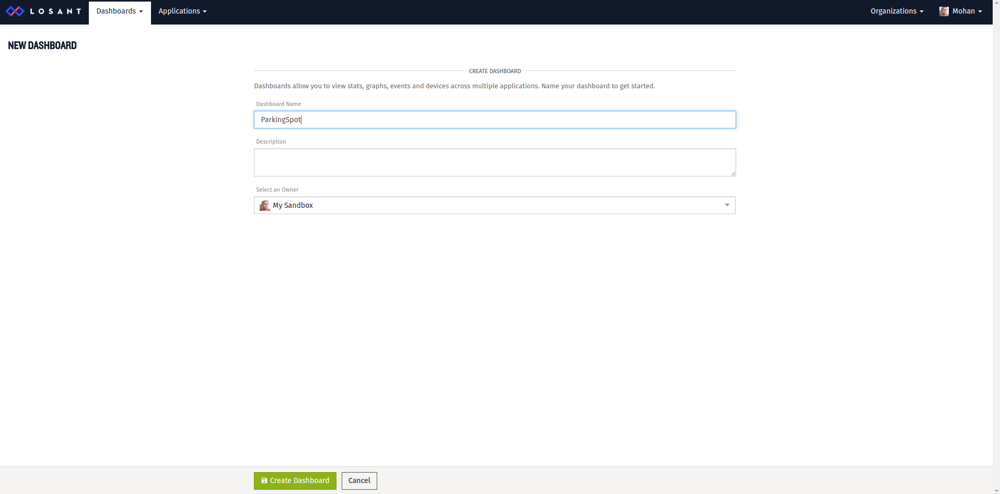 LOSANT Dashboards Applications Organizations Mohan
NEW DASHBOARD
CREATE DASHBOARD
Dashboards allow you to view stats, graphs, events and devices across multiple applications. Name your dashboard to get started.
Dashboard Name
ParkingSpot
Description
Select an Owner
My Sandbox
Create Dashboard Cancel